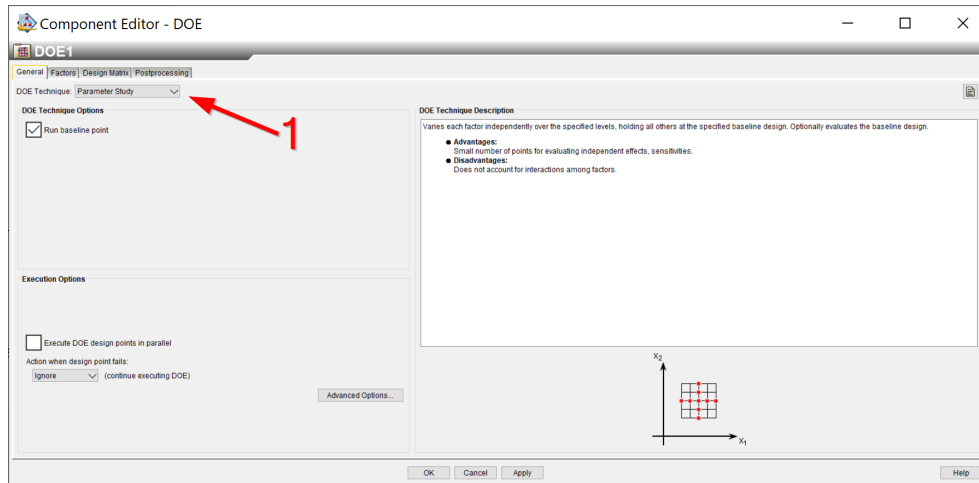 Component Editor - DOE
DOE1
General Factors Design Matrix Postprocessing
DOE Technique: Parameter Study
1
DOE Technique Options
Run baseline point
DOE Technique Description
Varies each factor independently over the specified levels, holding all others at the specified baseline design. Optionally evaluates the baseline design.
Advantages:
Small number of points for evaluating independent effects, sensitivities.
Disadvantages:
Does not account for interactions among factors.
Execution Options
Execute DOE design points in parallel
Action when design point fails:
Ignore (continue executing DOE)
Advanced Options...
X2
X1
OK Cancel Apply Help